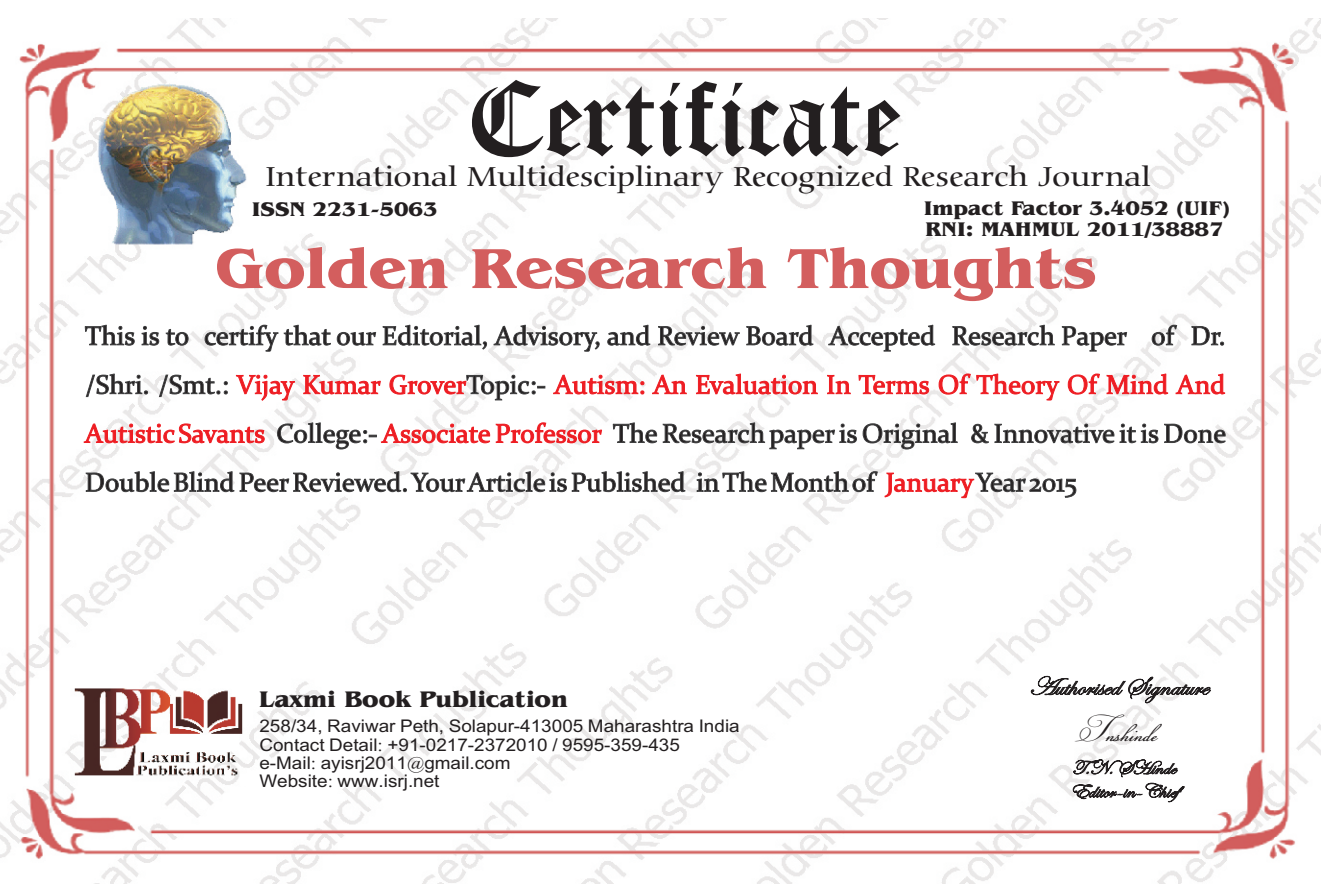 Certificate
International Multidesciplinary Recognized Research Journal
ISSN 2231-5063
Impact Factor 3.4052 (UIF)
RNI: MAHMUL 2011/38887
Golden Research Thoughts
This is to certify that our Editorial, Advisory, and Review Board Accepted Research Paper of Dr.
/Shri. /Smt.: Vijay Kumar GroverTopic:- Autism: An Evaluation In Terms Of Theory Of Mind And
Autistic Savants College:- Associate Professor The Research paper is Original & Innovative it is Done
Double Blind Peer Reviewed. Your Article is Published in The Month of January Year 2015
LBP
Laxmi Book
Publication's
Laxmi Book Publication
258/34, Raviwar Peth, Solapur-413005 Maharashtra India
Contact Detail: +91-0217-2372010 / 9595-359-435
e-Mail: ayisrj2011@gmail.com
Website: www.isrj.net
Authorised Signature
Tnshinde
T.N. SHinde
Editor-in- Chief